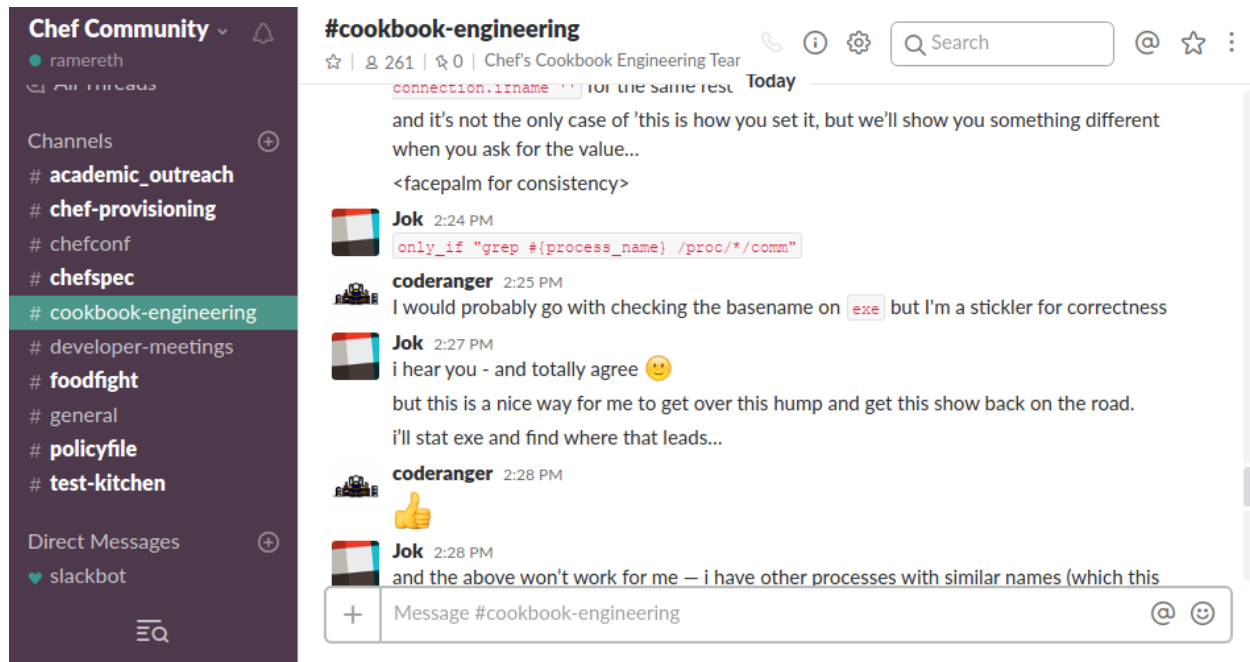 Chef Community
ramereth
All Threads
Channels
# academic_outreach
# chef-provisioning
# chefconf
# chefspec
# cookbook-engineering
# developer-meetings
# foodfight
# general
# policyfile
# test-kitchen
Direct Messages
slackbot
#cookbook-engineering
261 | 0 | Chef's Cookbook Engineering Tear
Search
@
Today
connection.ifname '' for the same rest
and it’s not the only case of ’this is how you set it, but we’ll show you something different
when you ask for the value…
<facepalm for consistency>
Jok 2:24 PM
only_if "grep #{process_name} /proc/*/comm"
coderanger 2:25 PM
I would probably go with checking the basename on exe but I'm a stickler for correctness
Jok 2:27 PM
i hear you - and totally agree 🙂
but this is a nice way for me to get over this hump and get this show back on the road.
i’ll stat exe and find where that leads…
coderanger 2:28 PM
👍
Jok 2:28 PM
and the above won’t work for me — i have other processes with similar names (which this
+ Message #cookbook-engineering @